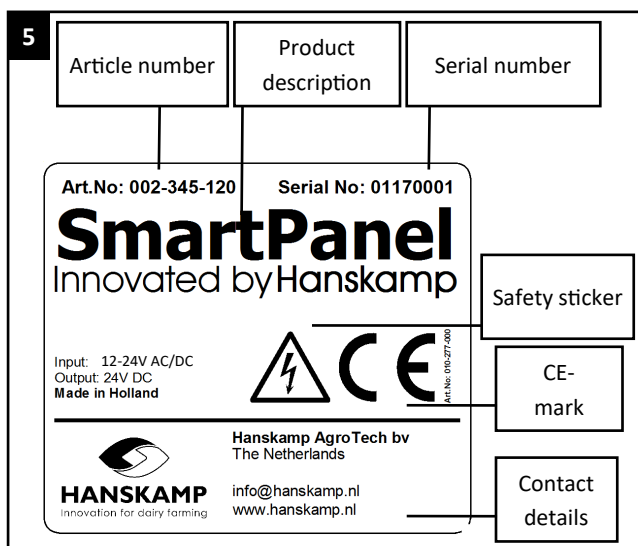 5
Article number
Product
description
Serial number
Art.No: 002-345-120
Serial No: 01170001
SmartPanel
Innovated by Hanskamp
Safety sticker
Input: 12-24V AC/DC
Output: 24V DC
Made in Holland
CE
Art.No: 010-277-000
CE-
mark
Hanskamp AgroTech bv
The Netherlands
HANSKAMP
Innovation for dairy farming
info@hanskamp.nl
www.hanskamp.nl
Contact
details